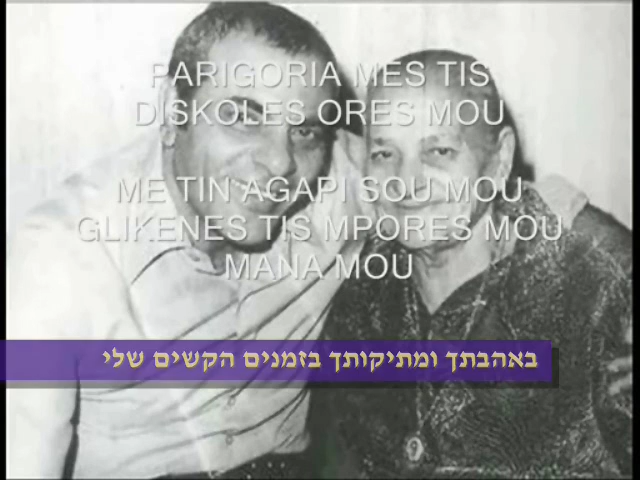 PARIGORIA MES TIS
DISKOLES ORES MOU
ME TIN AGAPI SOU MOU
GLIKENES TIS MPORES MOU
MANA MOU
באהבתך ומתיקותך בזמנים הקשים שלי